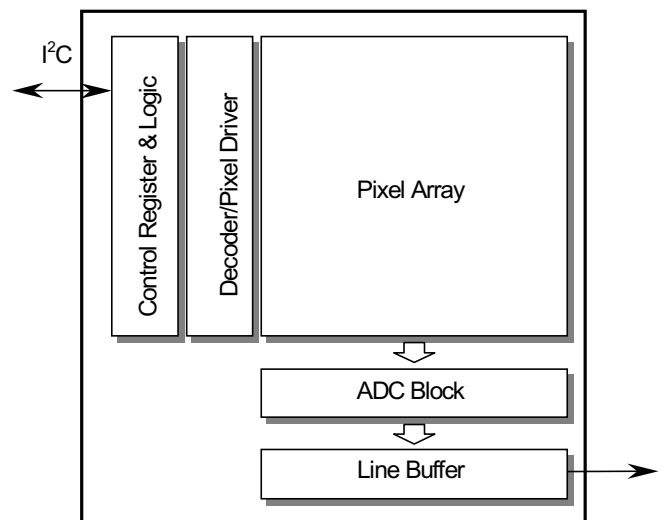 I²C
Control Register & Logic
Decoder/Pixel Driver
Pixel Array
ADC Block
Line Buffer